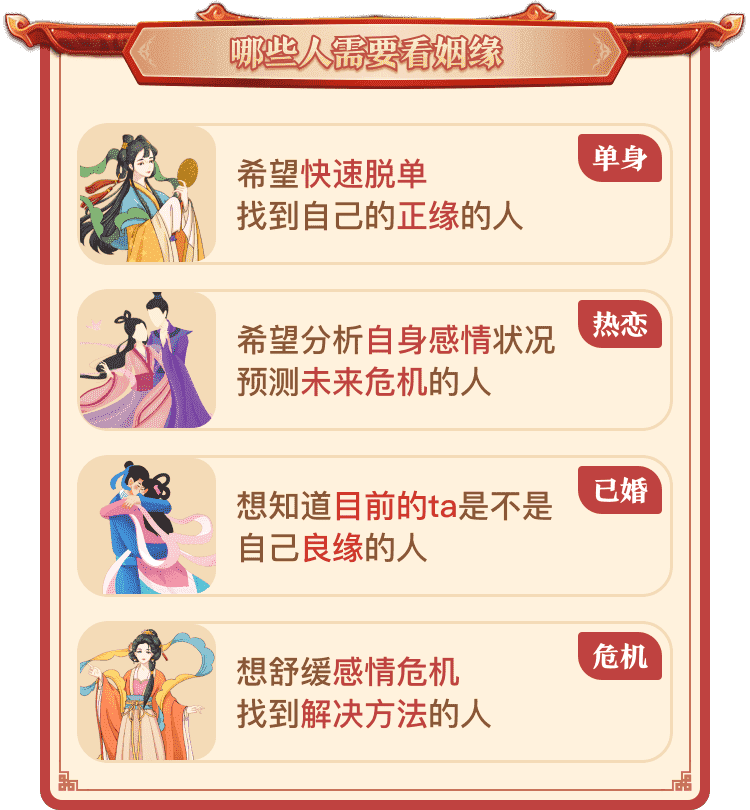 哪些人需要看姻缘
单身
希望快速脱单
找到自己的正缘的人
热恋
希望分析自身感情状况
预测未来危机的人
已婚
想知道目前的ta是不是
自己良缘的人
危机
想舒缓感情危机
找到解决方法的人